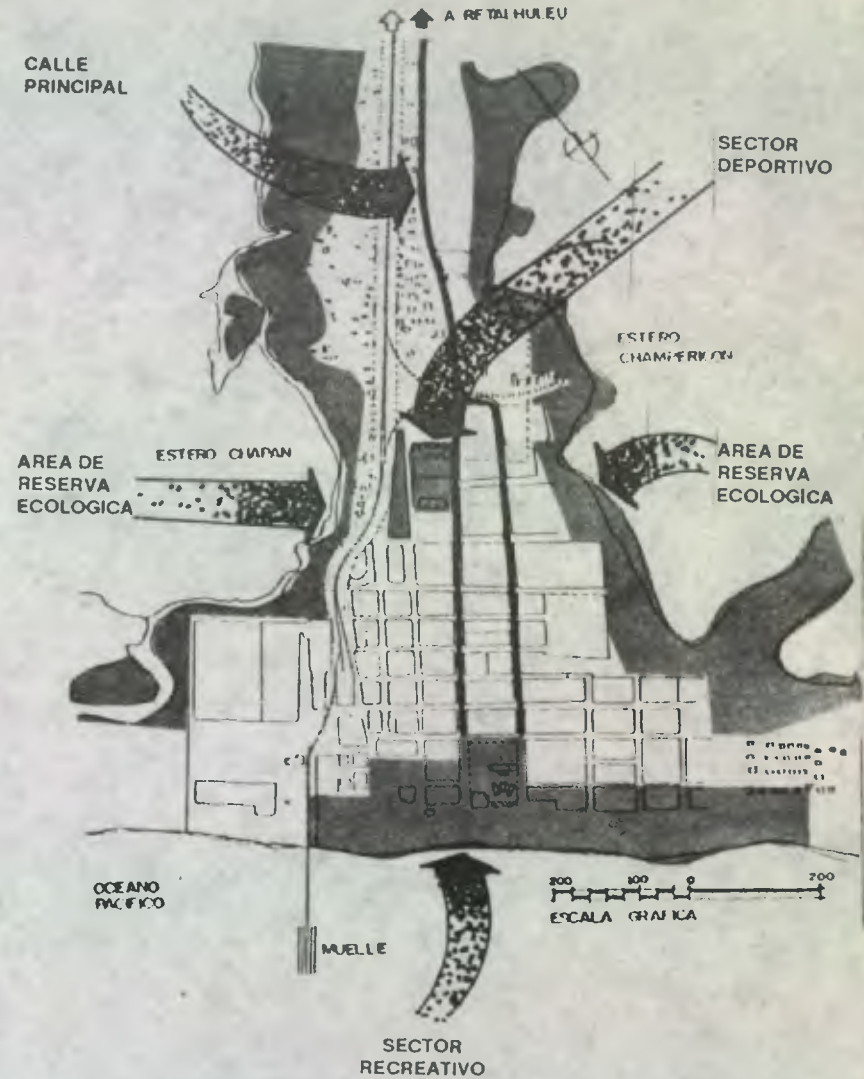 A RETALHULEU
CALLE
PRINCIPAL
SECTOR
DEPORTIVO
ESTERO
CHAMPERICON
AREA DE
RESERVA
ECOLOGICA
ESTERO CHAPAN
AREA DE
RESERVA
ECOLOGICA
OCEANO
PACIFICO
200 100 0 200
ESCALA GRAFICA
MUELLE
SECTOR
RECREATIVO